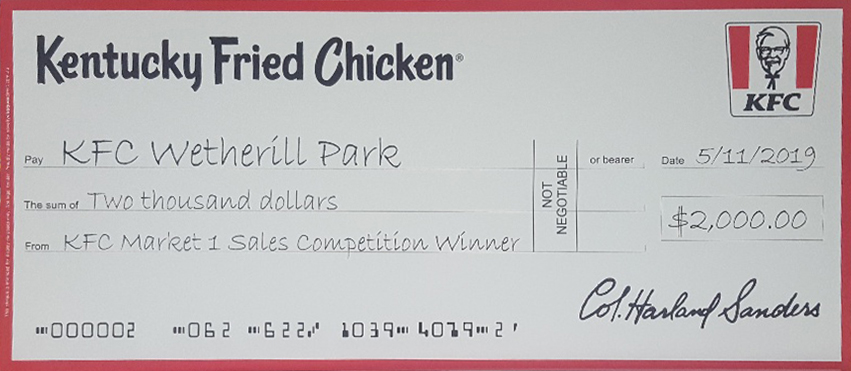 Kentucky Fried Chicken®
KFC
Pay KFC Wetherill Park or bearer Date 5/11/2019
NOT NEGOTIABLE
The sum of Two thousand dollars $2,000.00
From KFC Market 1 Sales Competition Winner
Col. Harland Sanders
⑈000002 ⑈062 ⑈622⑆ 1039⑈ 4019⑈2